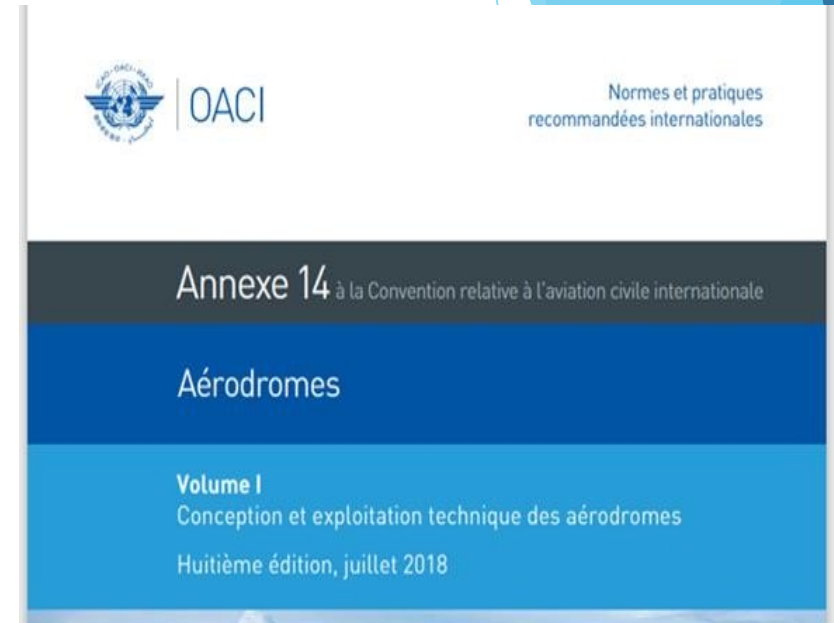 OACI
Normes et pratiques
recommandées internationales
Annexe 14 à la Convention relative à l'aviation civile internationale
Aérodromes
Volume I
Conception et exploitation technique des aérodromes
Huitième édition, juillet 2018